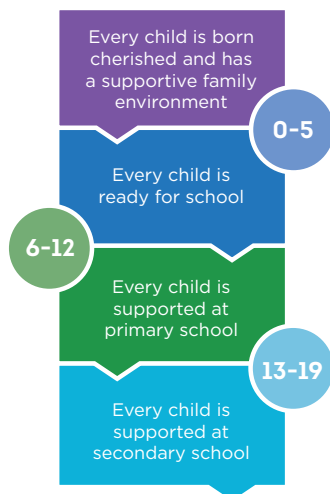 Every child is born
cherished and has
a supportive family
environment
0-5
Every child is
ready for school
6-12
Every child is
supported at
primary school
13-19
Every child is
supported at
secondary school